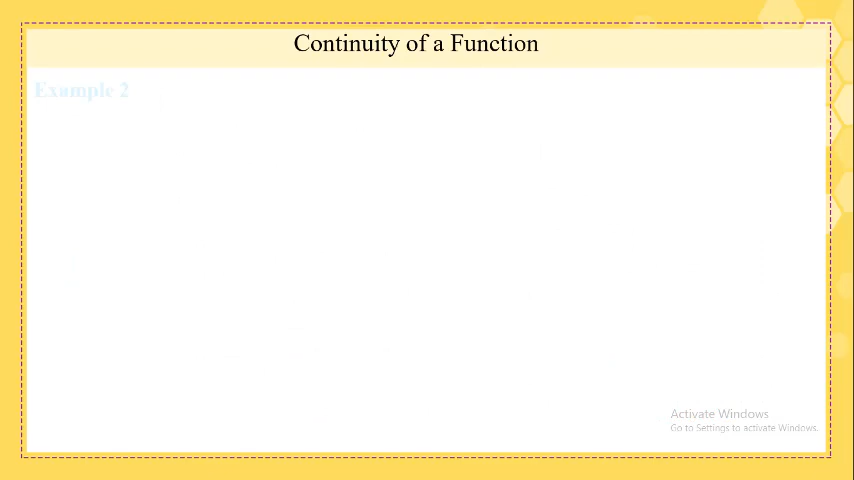 Continuity of a Function
Example 2
Activate Windows
Go to Settings to activate Windows.